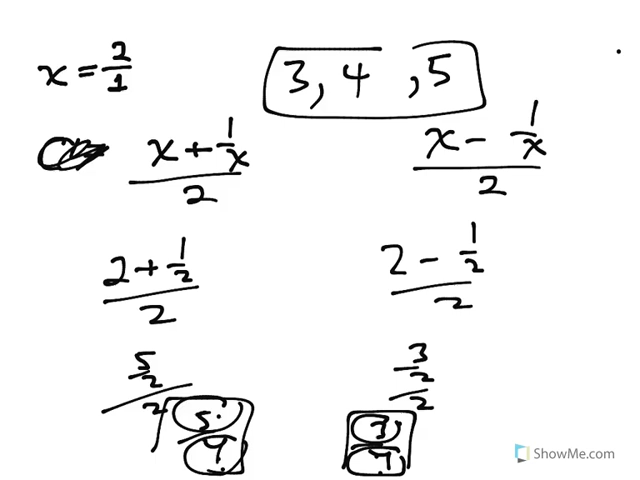 x = 2/1
3, 4, 5
(x + 1/x)/2
(x - 1/x)/2
(2 + 1/2)/2
(2 - 1/2)/2
(5/2)/2
5/4
(3/2)/2
3/4
ShowMe.com